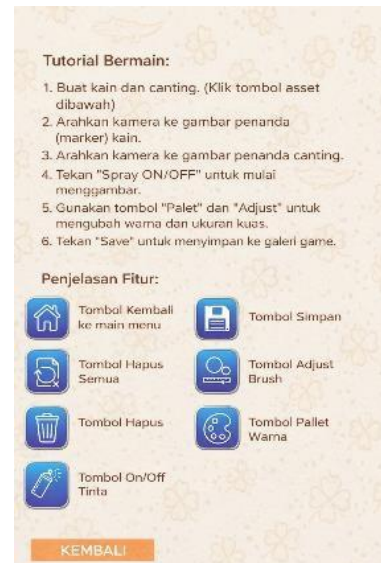 Tutorial Bermain:
1. Buat kain dan canting. (Klik tombol asset
dibawah)
2. Arahkan kamera ke gambar penanda
(marker) kain.
3. Arahkan kamera ke gambar penanda canting.
4. Tekan "Spray ON/OFF" untuk mulai
menggambar.
5. Gunakan tombol "Palet" dan "Adjust" untuk
mengubah warna dan ukuran kuas.
6. Tekan "Save" untuk menyimpan ke galeri game.
Penjelasan Fitur:
Tombol Kembali
ke main menu
Tombol Simpan
Tombol Hapus
Semua
Tombol Adjust
Brush
Tombol Hapus
Tombol Pallet
Warna
Tombol On/Off
Tinta
KEMBALI